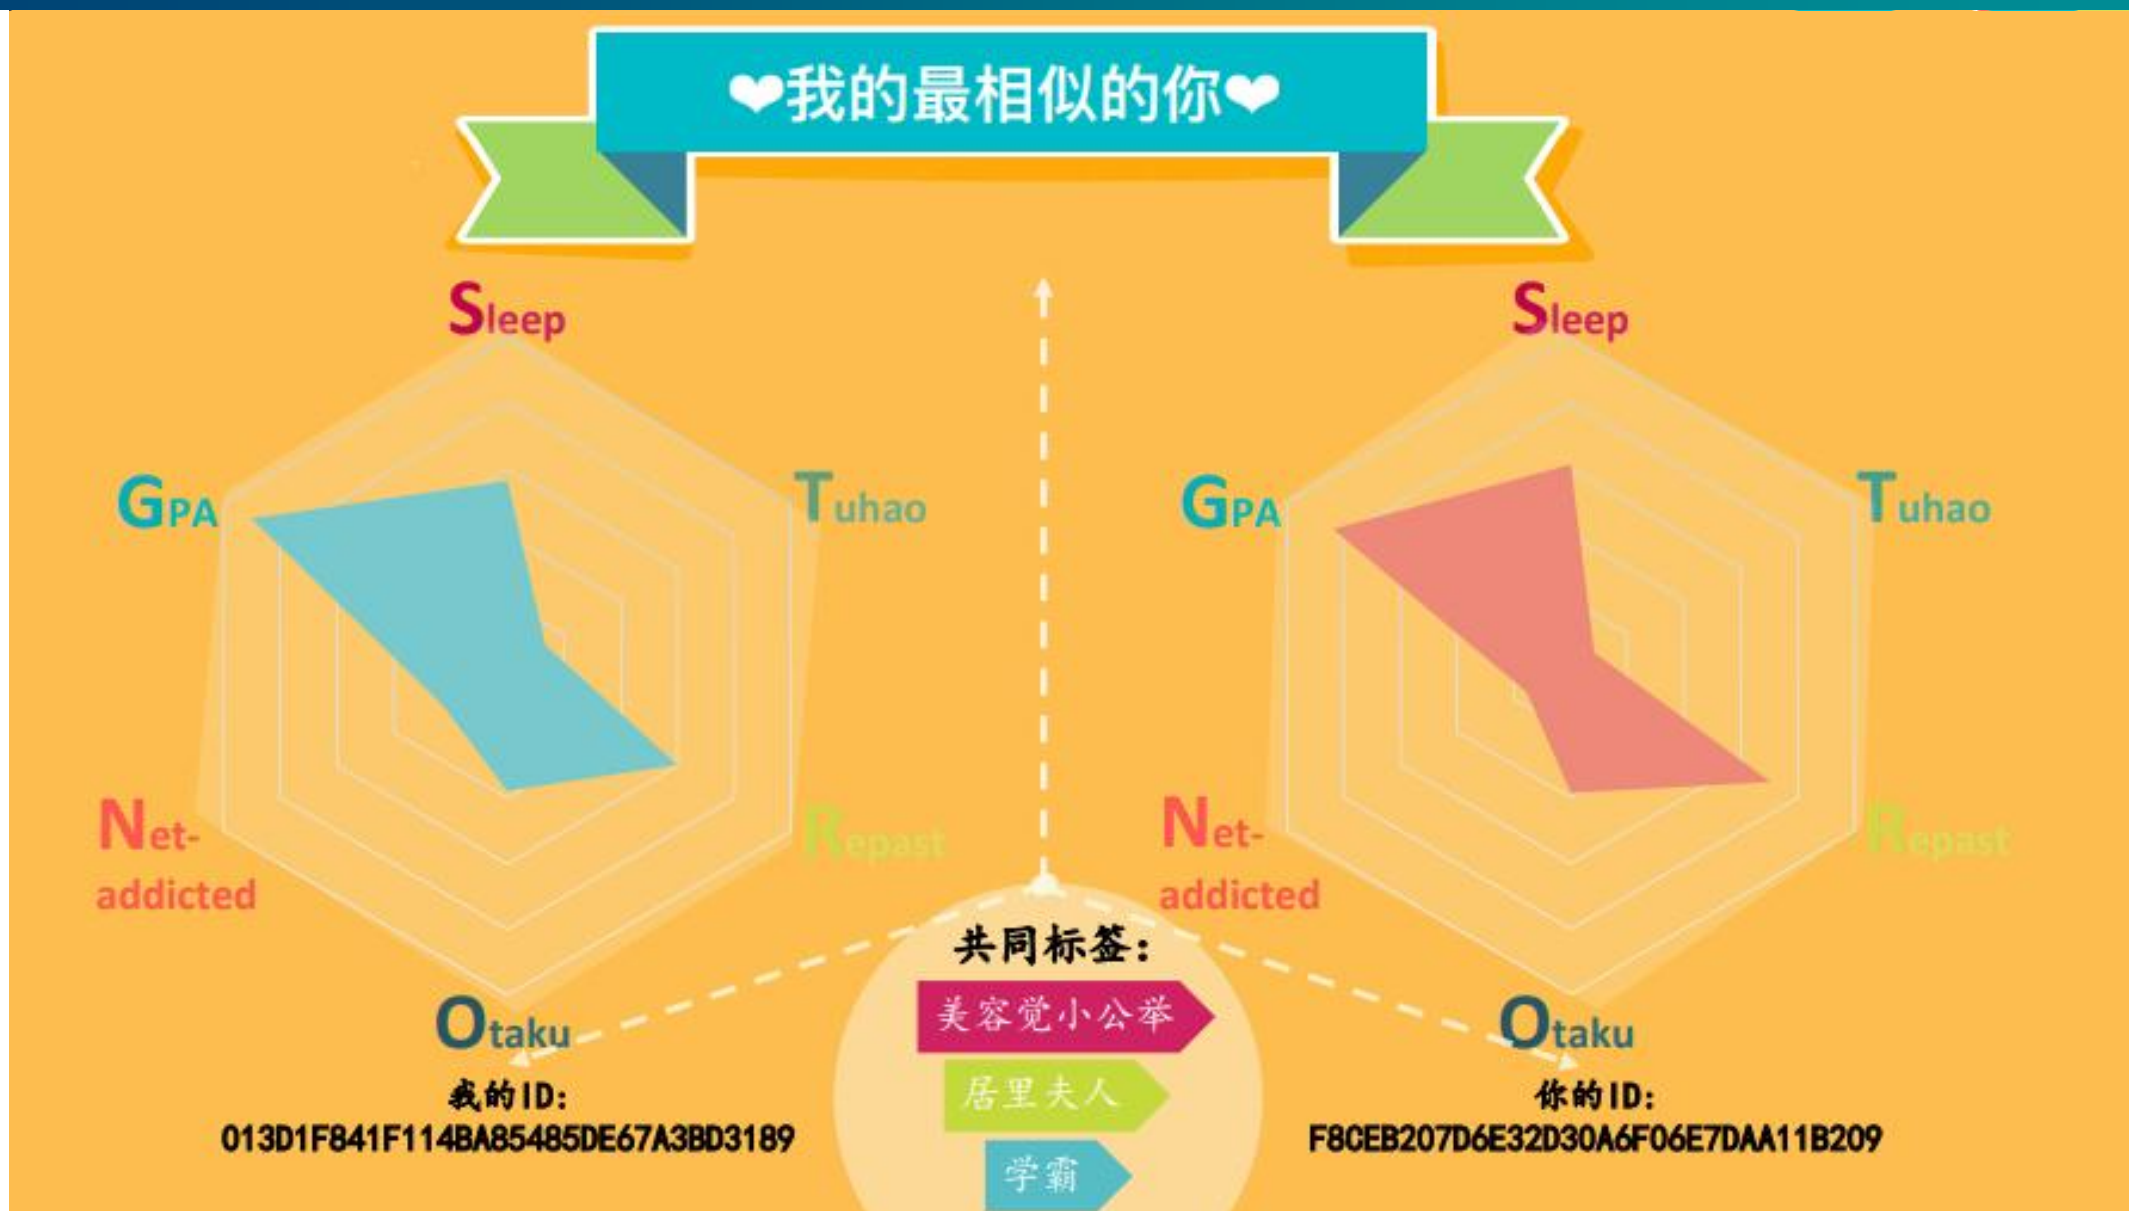 ❤我的最相似的你❤
Sleep
GPA
Tuhao
Net-
addicted
Repast
Otaku
我的ID:
013D1F841F114BA85485DE67A3BD3189
Sleep
GPA
Tuhao
Net-
addicted
Repast
Otaku
你的ID:
F8CEB207D6E32D30A6F06E7DAA11B209
共同标签:
美容觉小公举
居里夫人
学霸